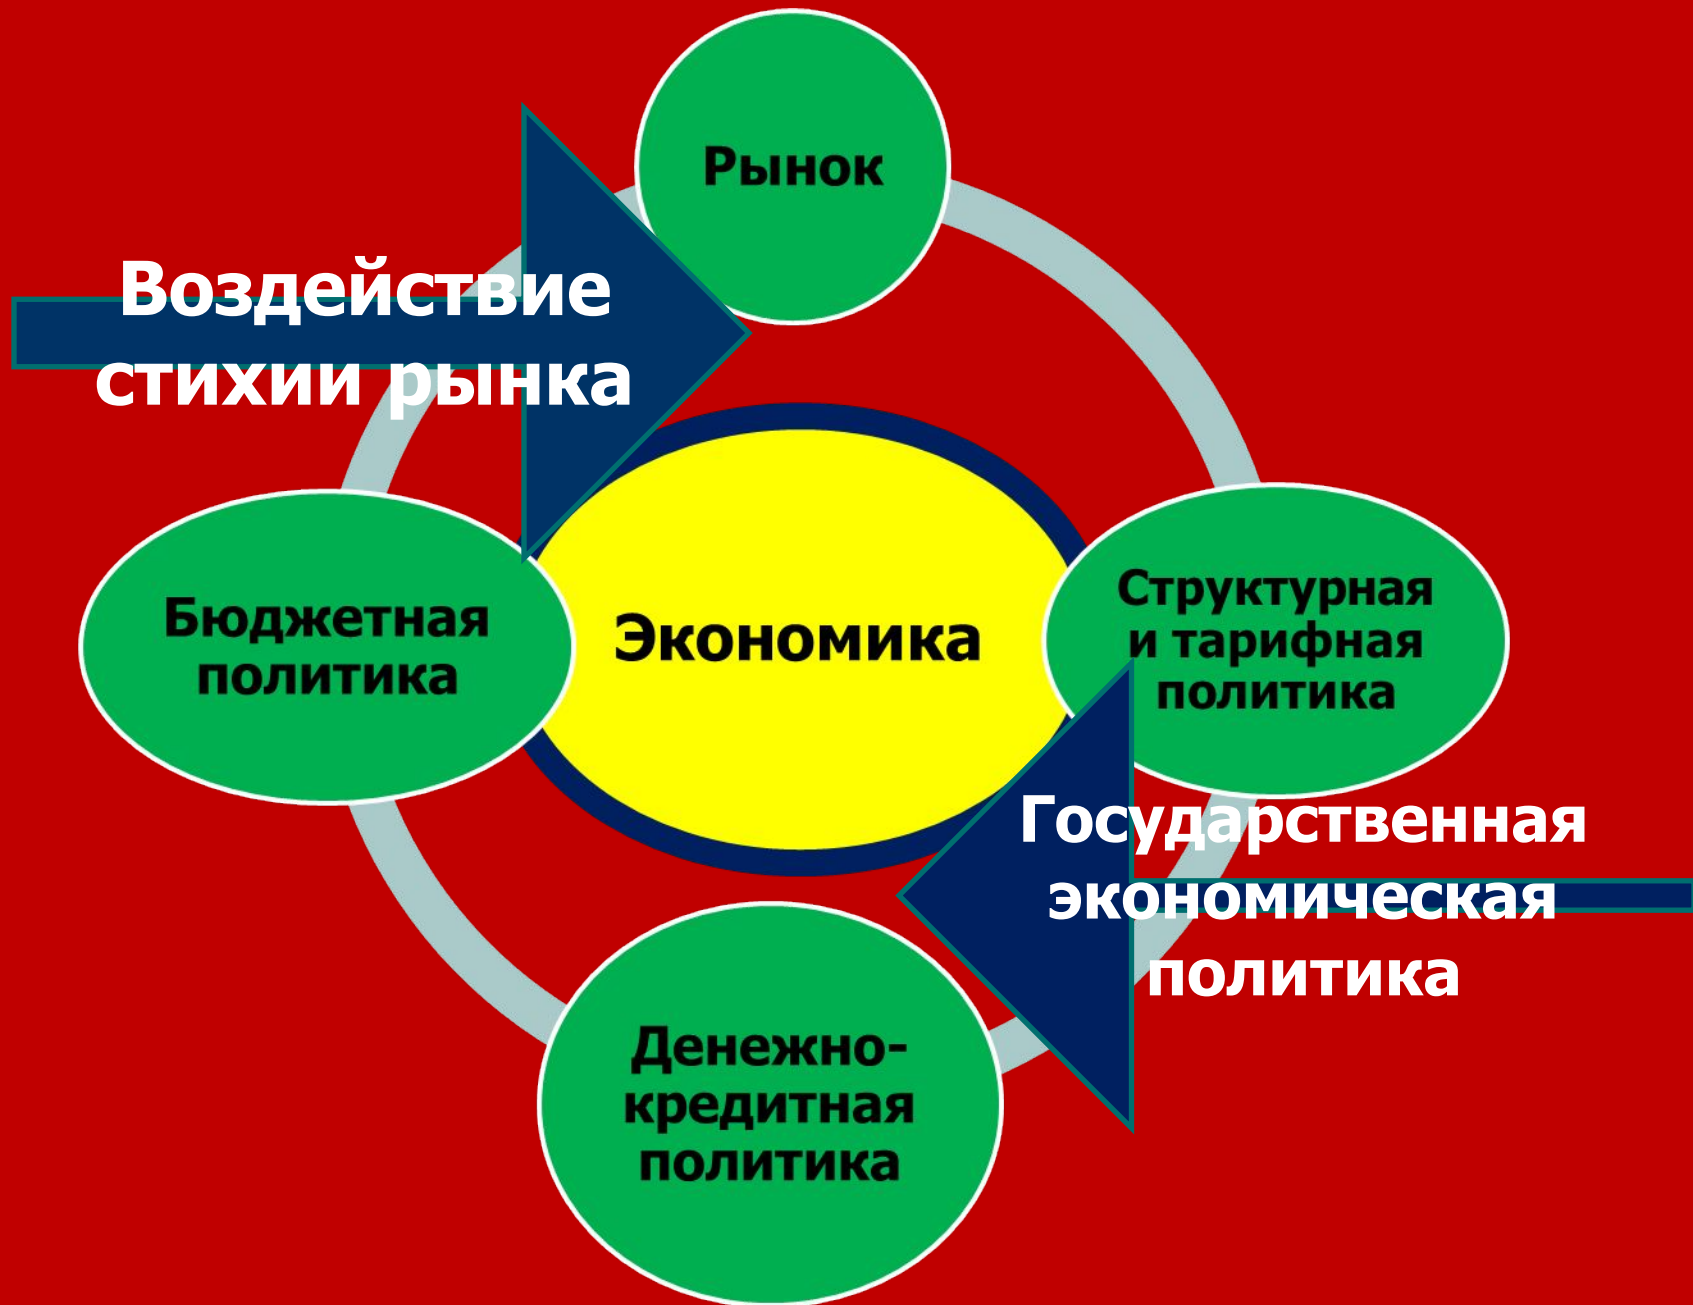 Рынок
Воздействие
стихии рынка
Бюджетная
политика
Экономика
Структурная
и тарифная
политика
Государственная
экономическая
политика
Денежно-
кредитная
политика